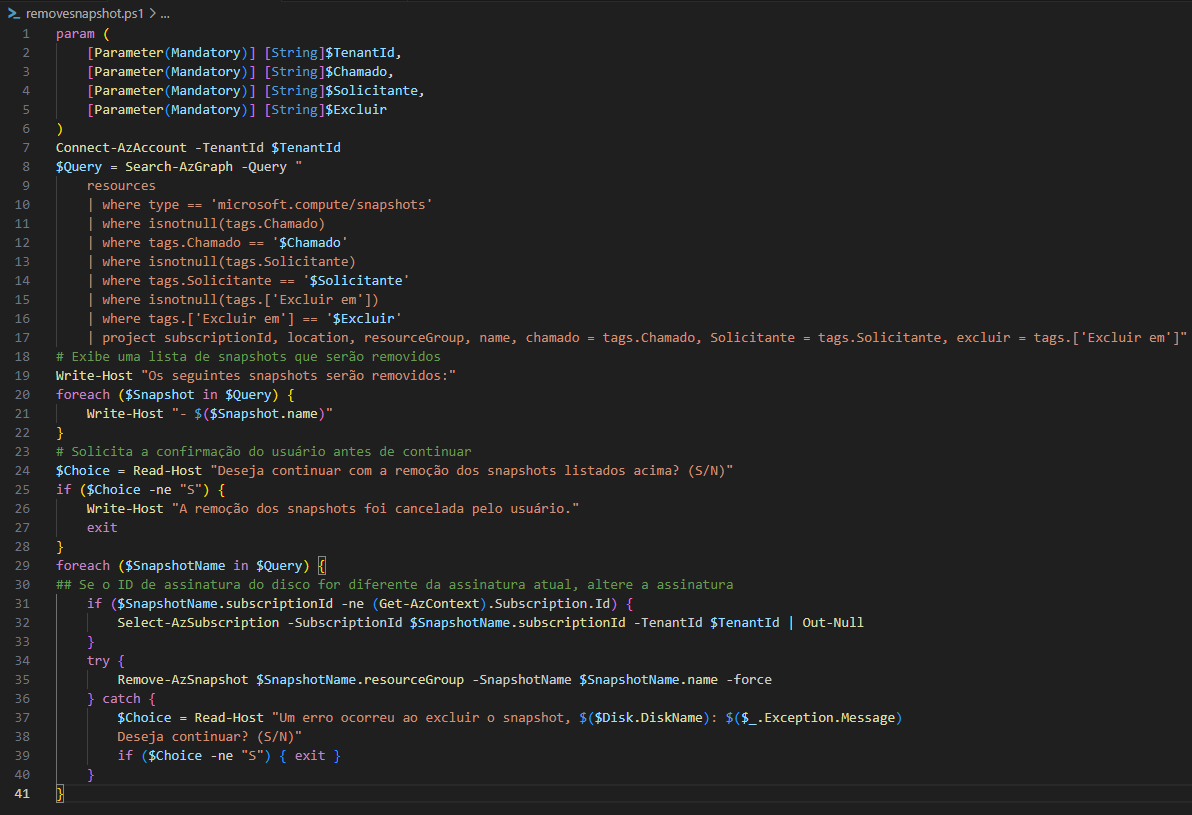 removesnapshot.ps1 > ...
1 param (
2     [Parameter(Mandatory)] [String]$TenantId,
3     [Parameter(Mandatory)] [String]$Chamado,
4     [Parameter(Mandatory)] [String]$Solicitante,
5     [Parameter(Mandatory)] [String]$Excluir
6 )
7 Connect-AzAccount -TenantId $TenantId
8 $Query = Search-AzGraph -Query "
9     resources
10     | where type == 'microsoft.compute/snapshots'
11     | where isnotnull(tags.Chamado)
12     | where tags.Chamado == '$Chamado'
13     | where isnotnull(tags.Solicitante)
14     | where tags.Solicitante == '$Solicitante'
15     | where isnotnull(tags.['Excluir em'])
16     | where tags.['Excluir em'] == '$Excluir'
17     | project subscriptionId, location, resourceGroup, name, chamado = tags.Chamado, Solicitante = tags.Solicitante, excluir = tags.['Excluir em']"
18 # Exibe uma lista de snapshots que serão removidos
19 Write-Host "Os seguintes snapshots serão removidos:"
20 foreach ($Snapshot in $Query) {
21     Write-Host "- $($Snapshot.name)"
22 }
23 # Solicita a confirmação do usuário antes de continuar
24 $Choice = Read-Host "Deseja continuar com a remoção dos snapshots listados acima? (S/N)"
25 if ($Choice -ne "S") {
26     Write-Host "A remoção dos snapshots foi cancelada pelo usuário."
27     exit
28 }
29 foreach ($SnapshotName in $Query) {
30 ## Se o ID de assinatura do disco for diferente da assinatura atual, altere a assinatura
31     if ($SnapshotName.subscriptionId -ne (Get-AzContext).Subscription.Id) {
32         Select-AzSubscription -SubscriptionId $SnapshotName.subscriptionId -TenantId $TenantId | Out-Null
33     }
34     try {
35         Remove-AzSnapshot $SnapshotName.resourceGroup -SnapshotName $SnapshotName.name -force
36     } catch {
37         $Choice = Read-Host "Um erro ocorreu ao excluir o snapshot, $($Disk.DiskName): $($_.Exception.Message)
38         Deseja continuar? (S/N)"
39         if ($Choice -ne "S") { exit }
40     }
41 }